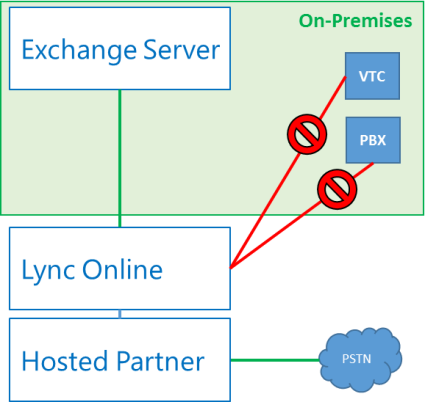 On-Premises
Exchange Server
VTC
PBX
Lync Online
Hosted Partner
PSTN